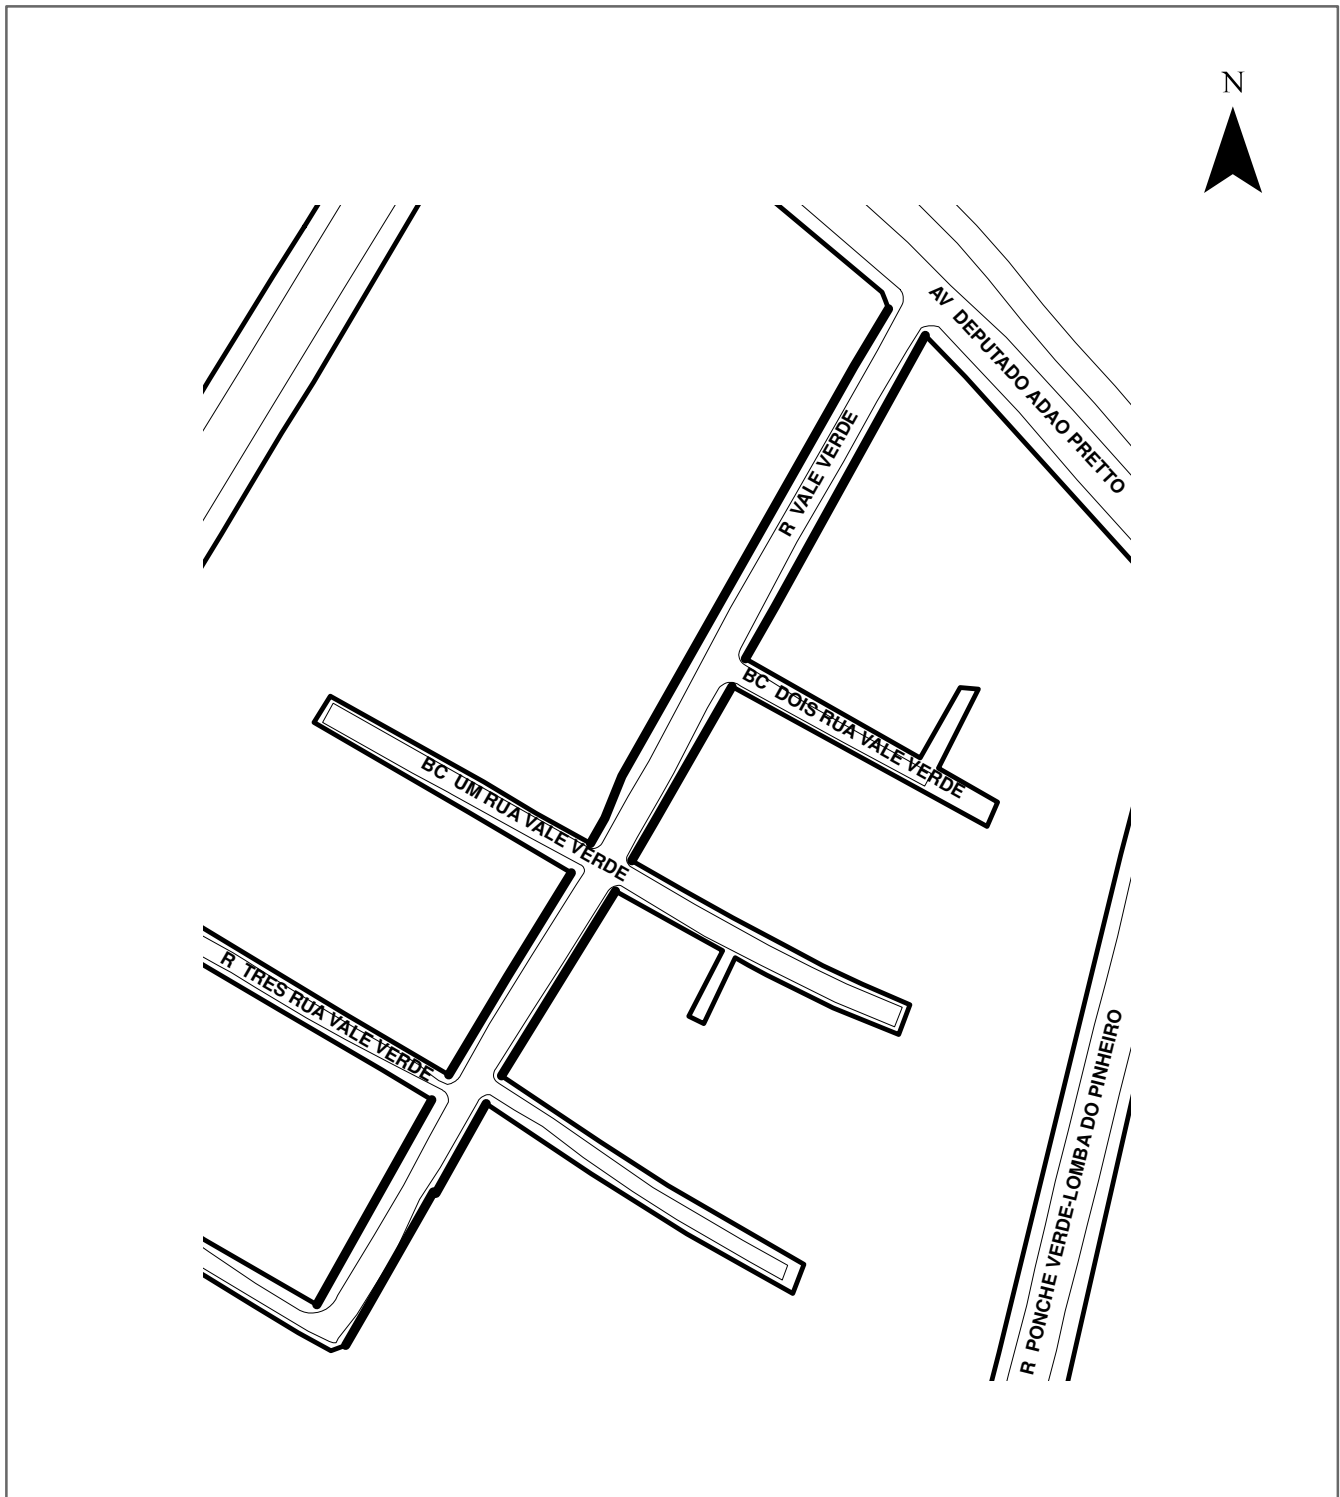 N
AV DEPUTADO ADAO PRETTO
R VALE VERDE
BC DOIS RUA VALE VERDE
BC UM RUA VALE VERDE
R TRES RUA VALE VERDE
R PONCHE VERDE-LOMBA DO PINHEIRO